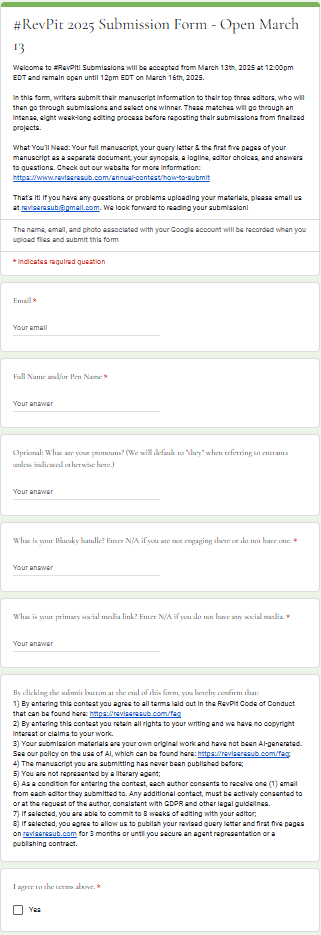 #RevPit 2025 Submission Form - Open March
13
Welcome to #RevPit! Submissions will be accepted from March 13th, 2025 at 12:00pm
EDT and remain open until 12pm EDT on March 16th, 2025.
In this form, writers submit their manuscript information to their top three editors, who will
then go through submissions and select one winner. These matches will go through an
intense, eight week-long editing process before reposting their submissions from finalized
projects.
What You'll Need: Your full manuscript, your query letter & the first five pages of your
manuscript as a separate document, your synopsis, a logline, editor choices, and answers
to questions. Check out our website for more information:
https://www.reviseresub.com/annual-contest/how-to-submit
That's it! If you have any questions or problems uploading your materials, please email us
at reviseresub@gmail.com. We look forward to reading your submission!
The name, email, and photo associated with your Google account will be recorded when you
upload files and submit this form
* Indicates required question
Email *
Your email
Full Name and/or Pen Name *
Your answer
Optional: What are your pronouns? (We will default to "they" when referring to entrants
unless indicated otherwise here.)
Your answer
What is your Bluesky handle? Enter N/A if you are not engaging there or do not have one. *
Your answer
What is your primary social media link? Enter N/A if you do not have any social media. *
Your answer
By clicking the submit button at the end of this form, you hereby confirm that:
1) By entering this contest you agree to all terms laid out in the RevPit Code of Conduct
that can be found here: https://reviseresub.com/faq
2) By entering this contest you retain all rights to your writing and we have no copyright
interest or claims to your work.
3) Your submission materials are your own original work and have not been AI-generated.
See our policy on the use of AI, which can be found here: https://reviseresub.com/faq;
4) The manuscript you are submitting has never been published before;
5) You are not represented by a literary agent;
6) As a condition for entering the contest, each author consents to receive one (1) email
from each editor they submitted to. Any additional contact, must be actively consented to
or at the request of the author, consistent with GDPR and other legal guidelines.
7) If selected, you are able to commit to 8 weeks of editing with your editor;
8) If selected, you agree to allow us to publish your revised query letter and first five pages
on reviseresub.com for 3 months or until you secure an agent representation or a
publishing contract.
I agree to the terms above. *
Yes